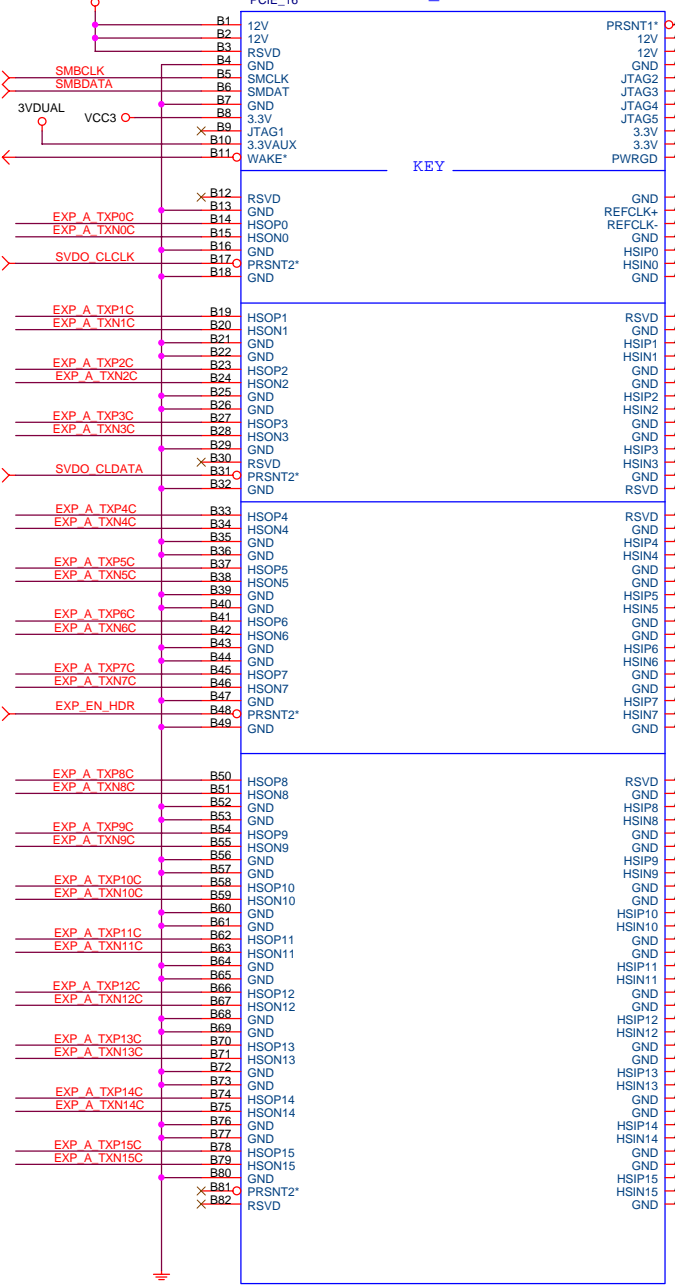 PCIE_16
B1 12V PRSNT1*
B2 12V 12V
B3 RSVD 12V
B4 GND GND
SMBCLK B5 SMCLK JTAG2
SMBDATA B6 SMDAT JTAG3
B7 GND JTAG4
3VDUAL VCC3 B8 3.3V JTAG5
B9 JTAG1 3.3V
B10 3.3VAUX 3.3V
B11 WAKE* PWRGD
KEY
B12 RSVD GND
B13 GND REFCLK+
EXP_A_TXP0C B14 HSOP0 REFCLK-
EXP_A_TXN0C B15 HSON0 GND
B16 GND HSIP0
SVDO_CLCLK B17 PRSNT2* HSIN0
B18 GND GND
EXP_A_TXP1C B19 HSOP1 RSVD
EXP_A_TXN1C B20 HSON1 GND
B21 GND HSIP1
B22 GND HSIN1
EXP_A_TXP2C B23 HSOP2 GND
EXP_A_TXN2C B24 HSON2 GND
B25 GND HSIP2
B26 GND HSIN2
EXP_A_TXP3C B27 HSOP3 GND
EXP_A_TXN3C B28 HSON3 GND
B29 GND HSIP3
B30 RSVD HSIN3
SVDO_CLDATA B31 PRSNT2* GND
B32 GND RSVD
EXP_A_TXP4C B33 HSOP4 RSVD
EXP_A_TXN4C B34 HSON4 GND
B35 GND HSIP4
B36 GND HSIN4
EXP_A_TXP5C B37 HSOP5 GND
EXP_A_TXN5C B38 HSON5 GND
B39 GND HSIP5
B40 GND HSIN5
EXP_A_TXP6C B41 HSOP6 GND
EXP_A_TXN6C B42 HSON6 GND
B43 GND HSIP6
B44 GND HSIN6
EXP_A_TXP7C B45 HSOP7 GND
EXP_A_TXN7C B46 HSON7 GND
B47 GND HSIP7
EXP_EN_HDR B48 PRSNT2* HSIN7
B49 GND GND
EXP_A_TXP8C B50 HSOP8 RSVD
EXP_A_TXN8C B51 HSON8 GND
B52 GND HSIP8
B53 GND HSIN8
EXP_A_TXP9C B54 HSOP9 GND
EXP_A_TXN9C B55 HSON9 GND
B56 GND HSIP9
B57 GND HSIN9
EXP_A_TXP10C B58 HSOP10 GND
EXP_A_TXN10C B59 HSON10 GND
B60 GND HSIP10
B61 GND HSIN10
EXP_A_TXP11C B62 HSOP11 GND
EXP_A_TXN11C B63 HSON11 GND
B64 GND HSIP11
B65 GND HSIN11
EXP_A_TXP12C B66 HSOP12 GND
EXP_A_TXN12C B67 HSON12 GND
B68 GND HSIP12
B69 GND HSIN12
EXP_A_TXP13C B70 HSOP13 GND
EXP_A_TXN13C B71 HSON13 GND
B72 GND HSIP13
B73 GND HSIN13
EXP_A_TXP14C B74 HSOP14 GND
EXP_A_TXN14C B75 HSON14 GND
B76 GND HSIP14
B77 GND HSIN14
EXP_A_TXP15C B78 HSOP15 GND
EXP_A_TXN15C B79 HSON15 GND
B80 GND HSIP15
B81 PRSNT2* HSIN15
B82 RSVD GND